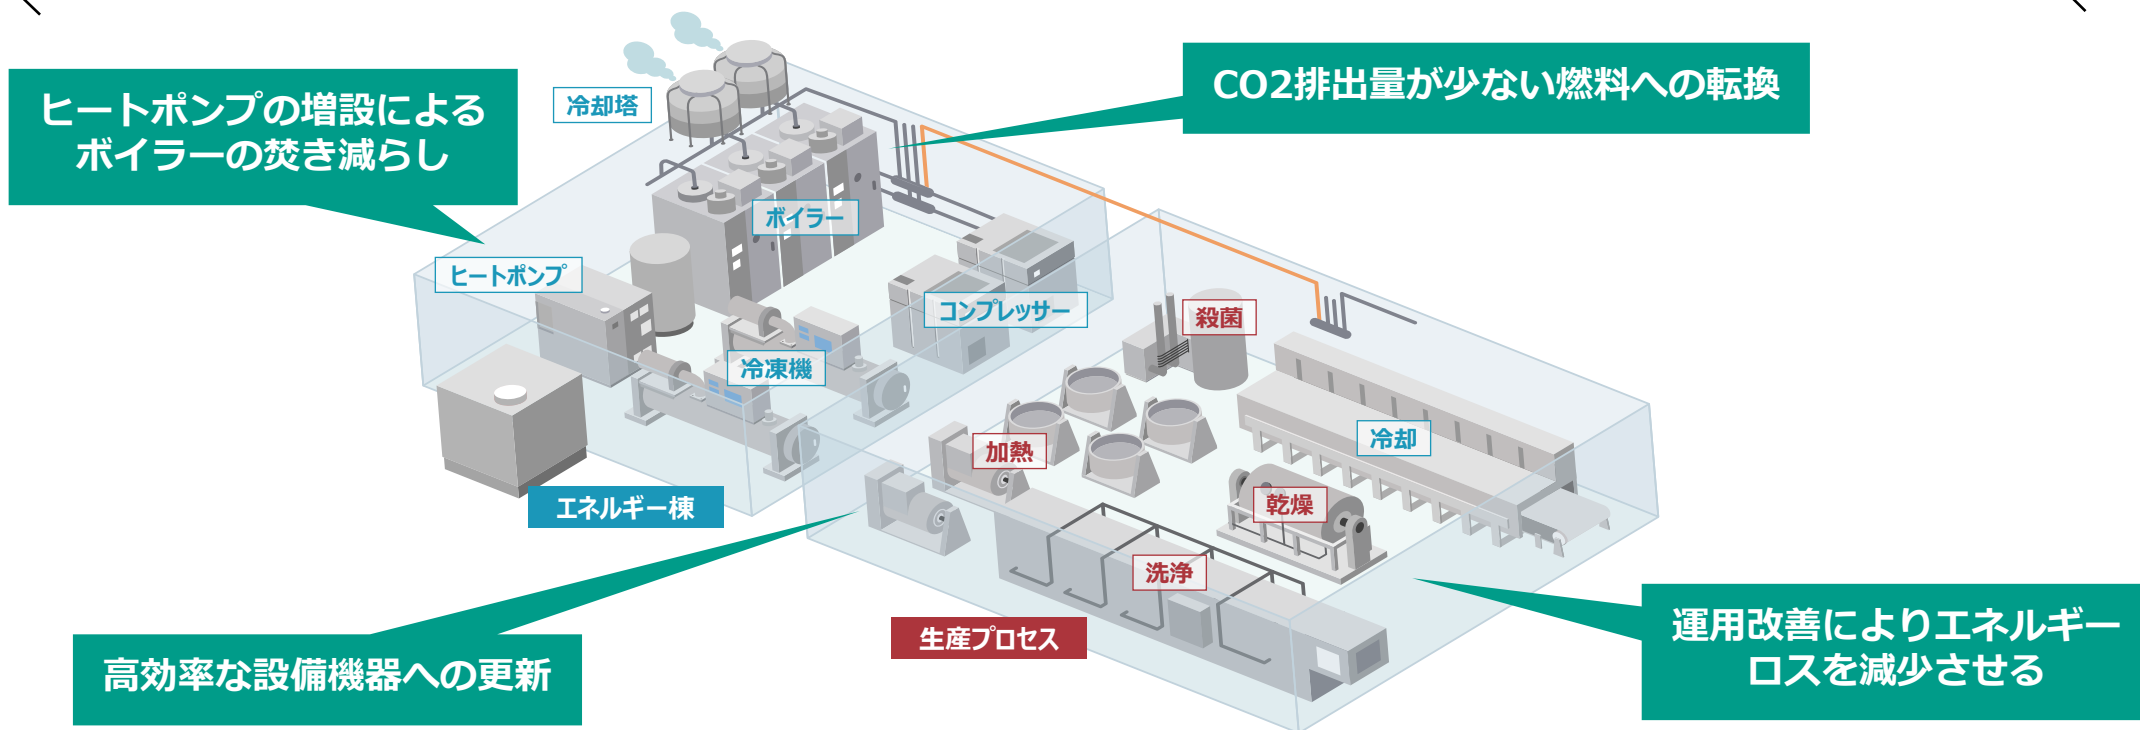 CO2排出量が少ない燃料への転換
ヒートポンプの増設による
ボイラーの焚き減らし
冷却塔
ボイラー
ヒートポンプ
コンプレッサー
殺菌
冷凍機
加熱
冷却
エネルギー棟
乾燥
洗浄
生産プロセス
高効率な設備機器への更新
運用改善によりエネルギー
ロスを減少させる